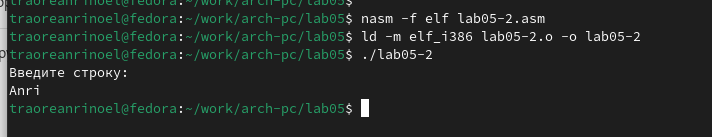 traoreanrinoel@fedora:~/work/arch-pc/lab05$ nasm -f elf lab05-2.asm
traoreanrinoel@fedora:~/work/arch-pc/lab05$ ld -m elf_i386 lab05-2.o -o lab05-2
traoreanrinoel@fedora:~/work/arch-pc/lab05$ ./lab05-2
Введите строку:
Anri
traoreanrinoel@fedora:~/work/arch-pc/lab05$